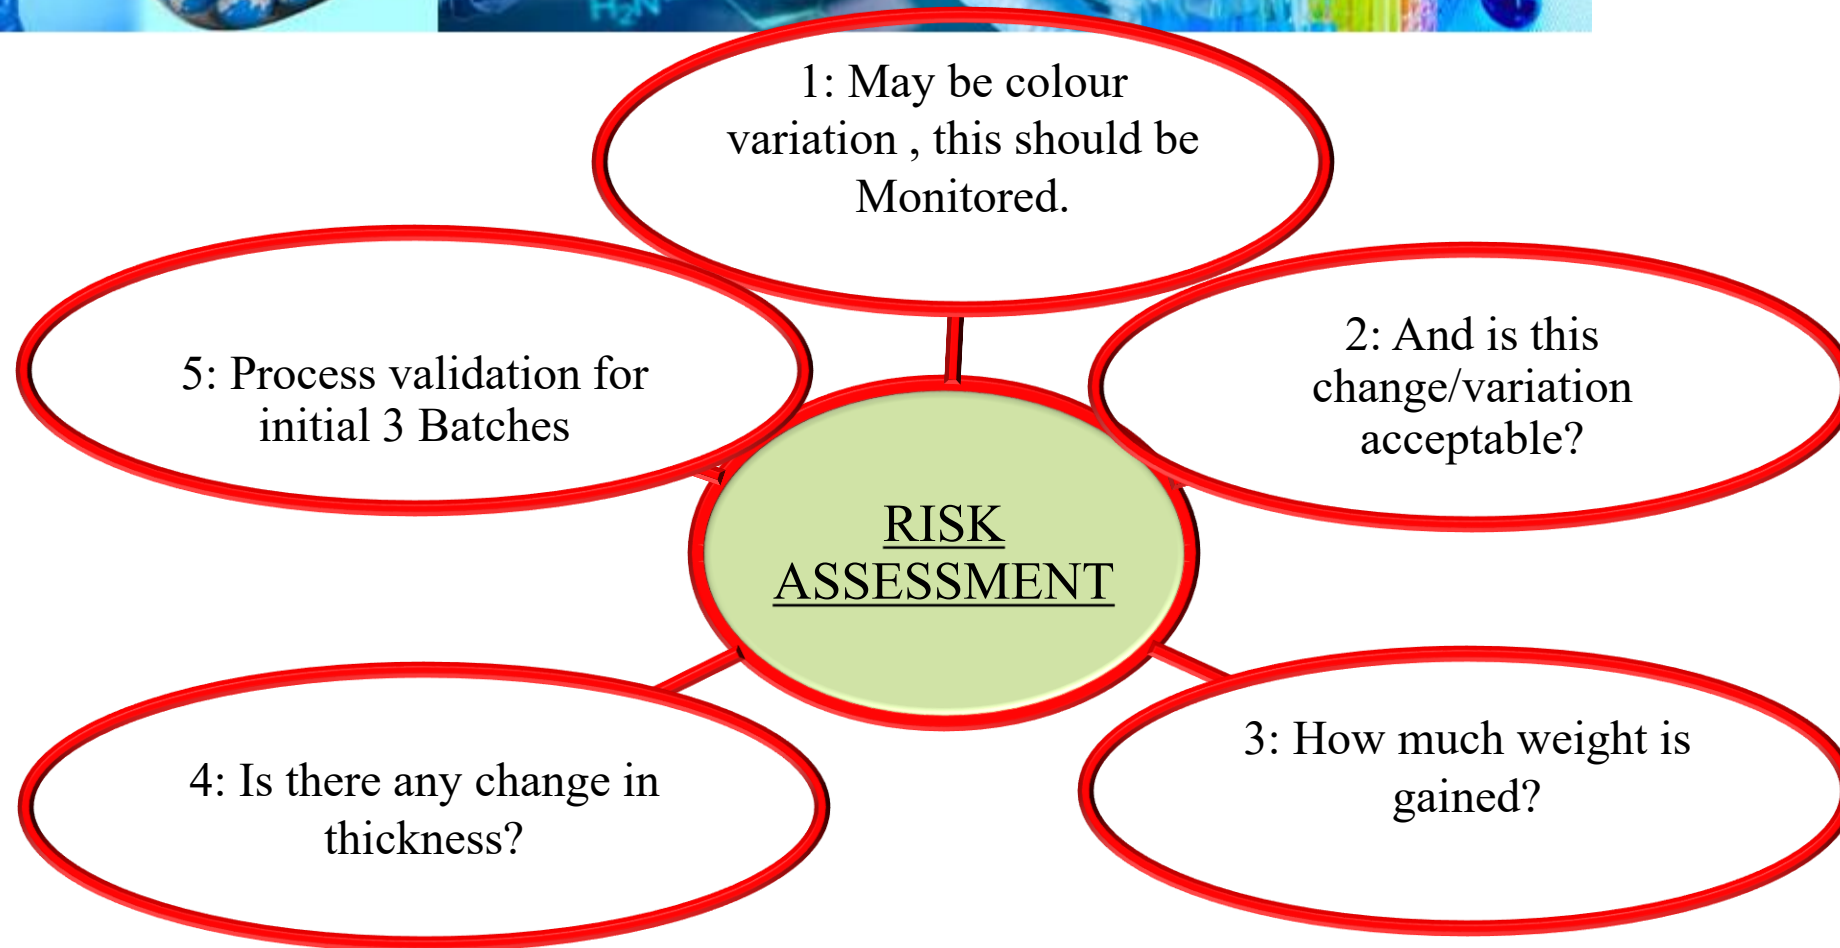 H₂N
1: May be colour
variation , this should be
Monitored.
2: And is this
change/variation
acceptable?
3: How much weight is
gained?
4: Is there any change in
thickness?
5: Process validation for
initial 3 Batches
RISK
ASSESSMENT